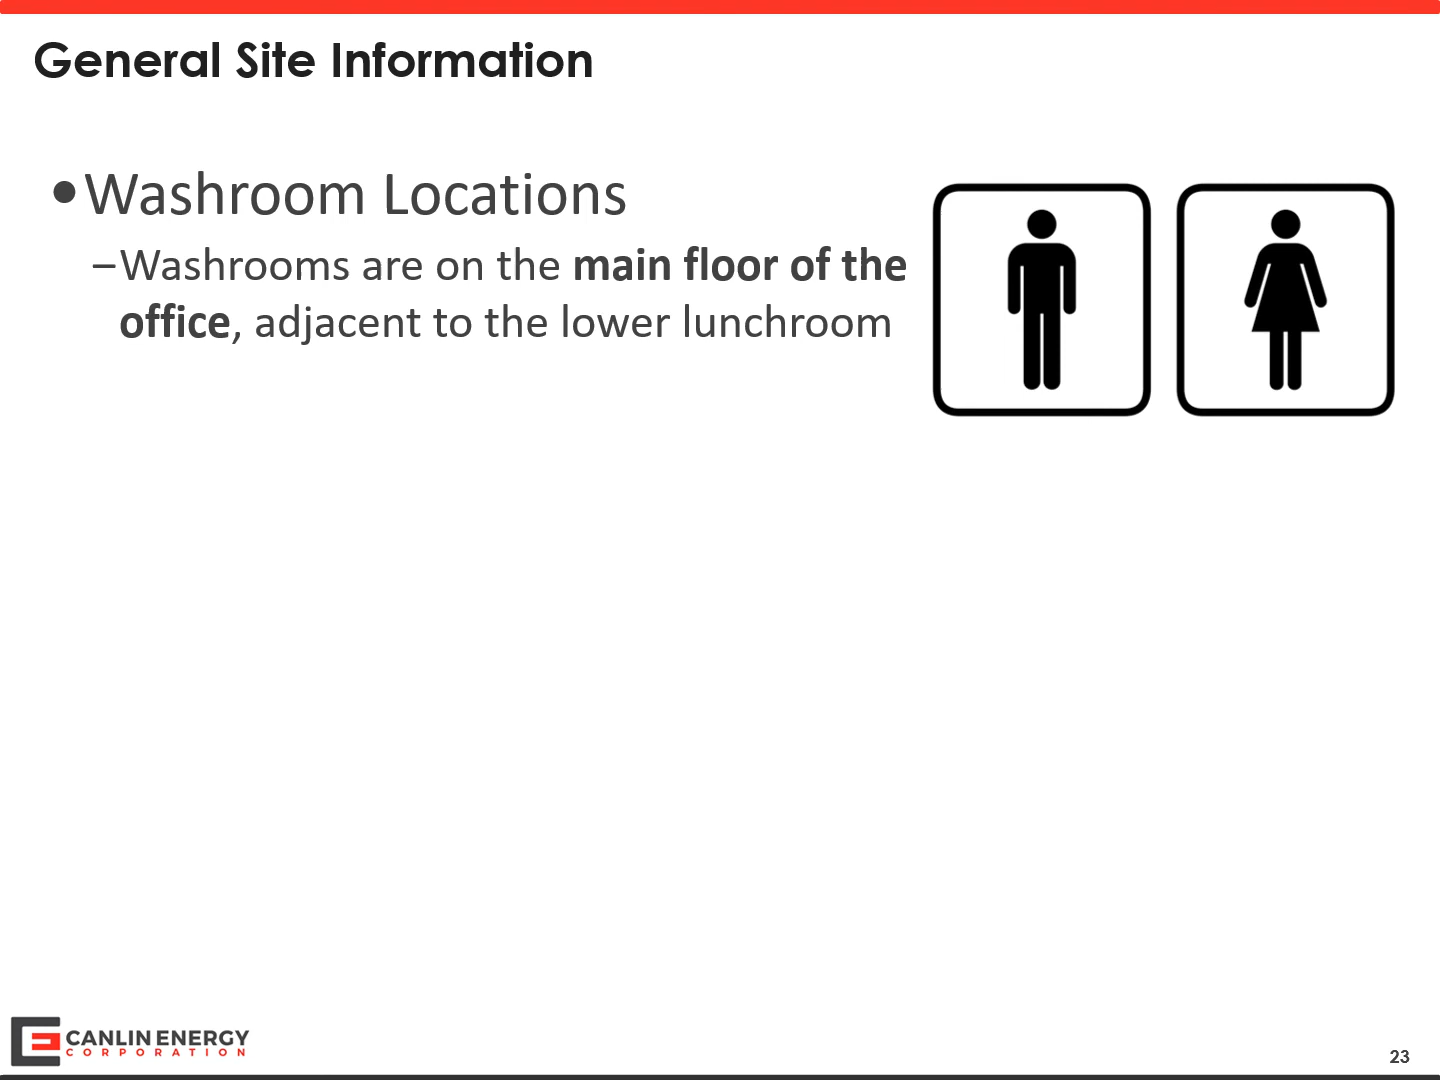 General Site Information
•Washroom Locations
–Washrooms are on the main floor of the
office, adjacent to the lower lunchroom
CANLIN ENERGY
CORPORATION
23